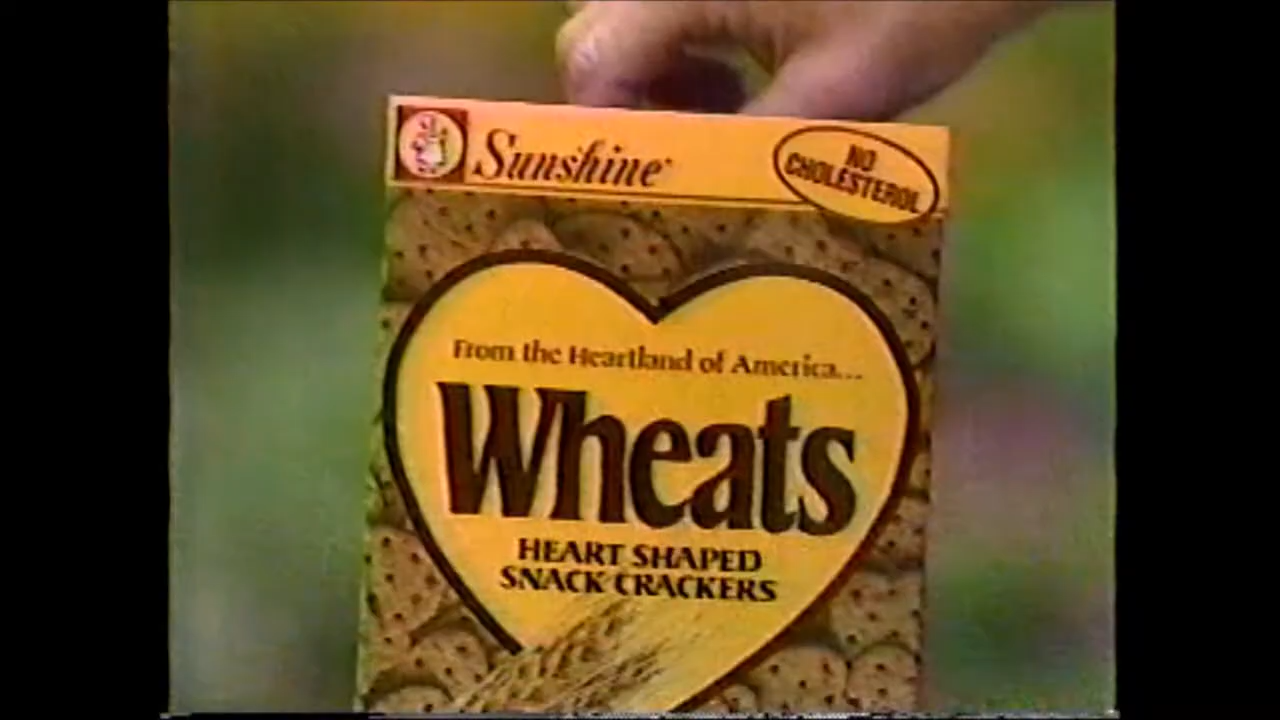 Sunshine
NO
CHOLESTEROL
From the Heartland of America...
Wheats
HEART SHAPED
SNACK CRACKERS